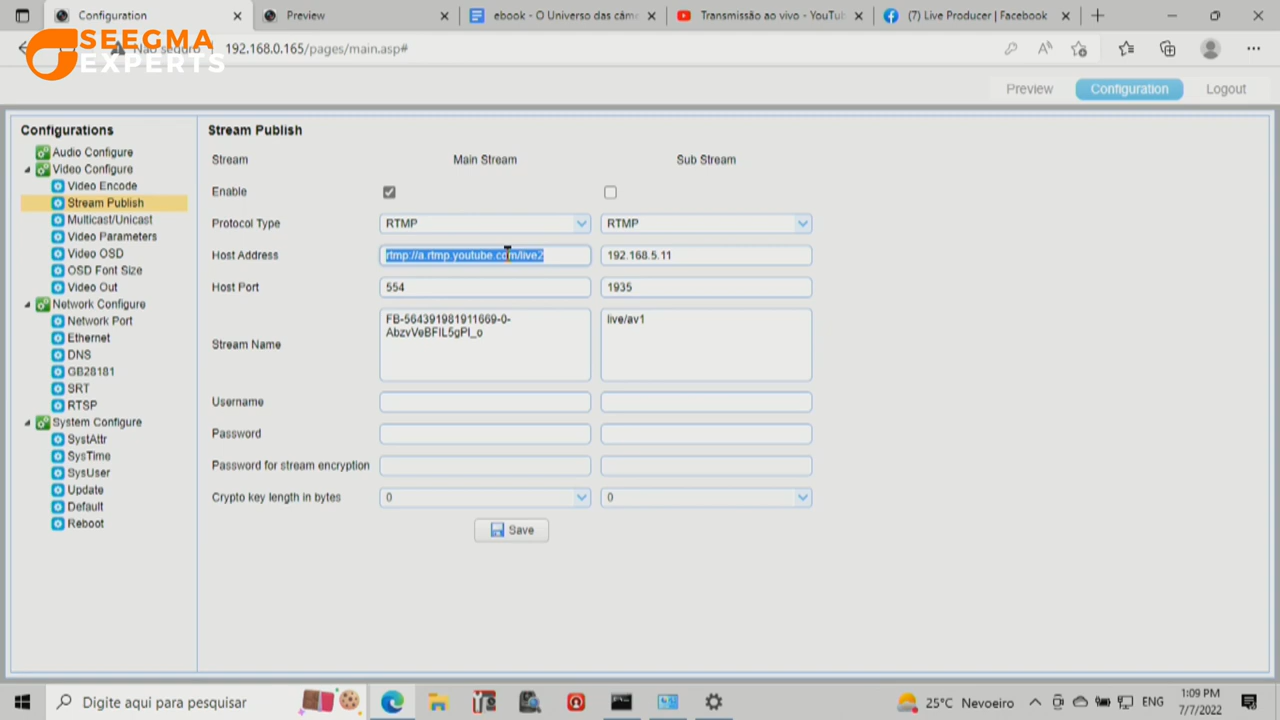 Configuration
Preview
ebook - O Universo das câme
Transmissão ao vivo - YouTu
(7) Live Producer | Facebook
SEEGMA
EXPERTS
Não seguro
192.168.0.165/pages/main.asp#
Preview
Configuration
Logout
Configurations
Audio Configure
Video Configure
Video Encode
Stream Publish
Multicast/Unicast
Video Parameters
Video OSD
OSD Font Size
Video Out
Network Configure
Network Port
Ethernet
DNS
GB28181
SRT
RTSP
System Configure
SystAttr
SysTime
SysUser
Update
Default
Reboot
Stream Publish
Stream Main Stream Sub Stream
Enable
Protocol Type RTMP RTMP
Host Address rtmp://a.rtmp.youtube.com/live2 192.168.5.11
Host Port 554 1935
Stream Name
FB-564391981911669-0-
AbzvVeBFIL5gPl_o
live/av1
Username
Password
Password for stream encryption
Crypto key length in bytes 0 0
Save
Digite aqui para pesquisar
25°C Nevoeiro
ENG
1:09 PM
7/7/2022